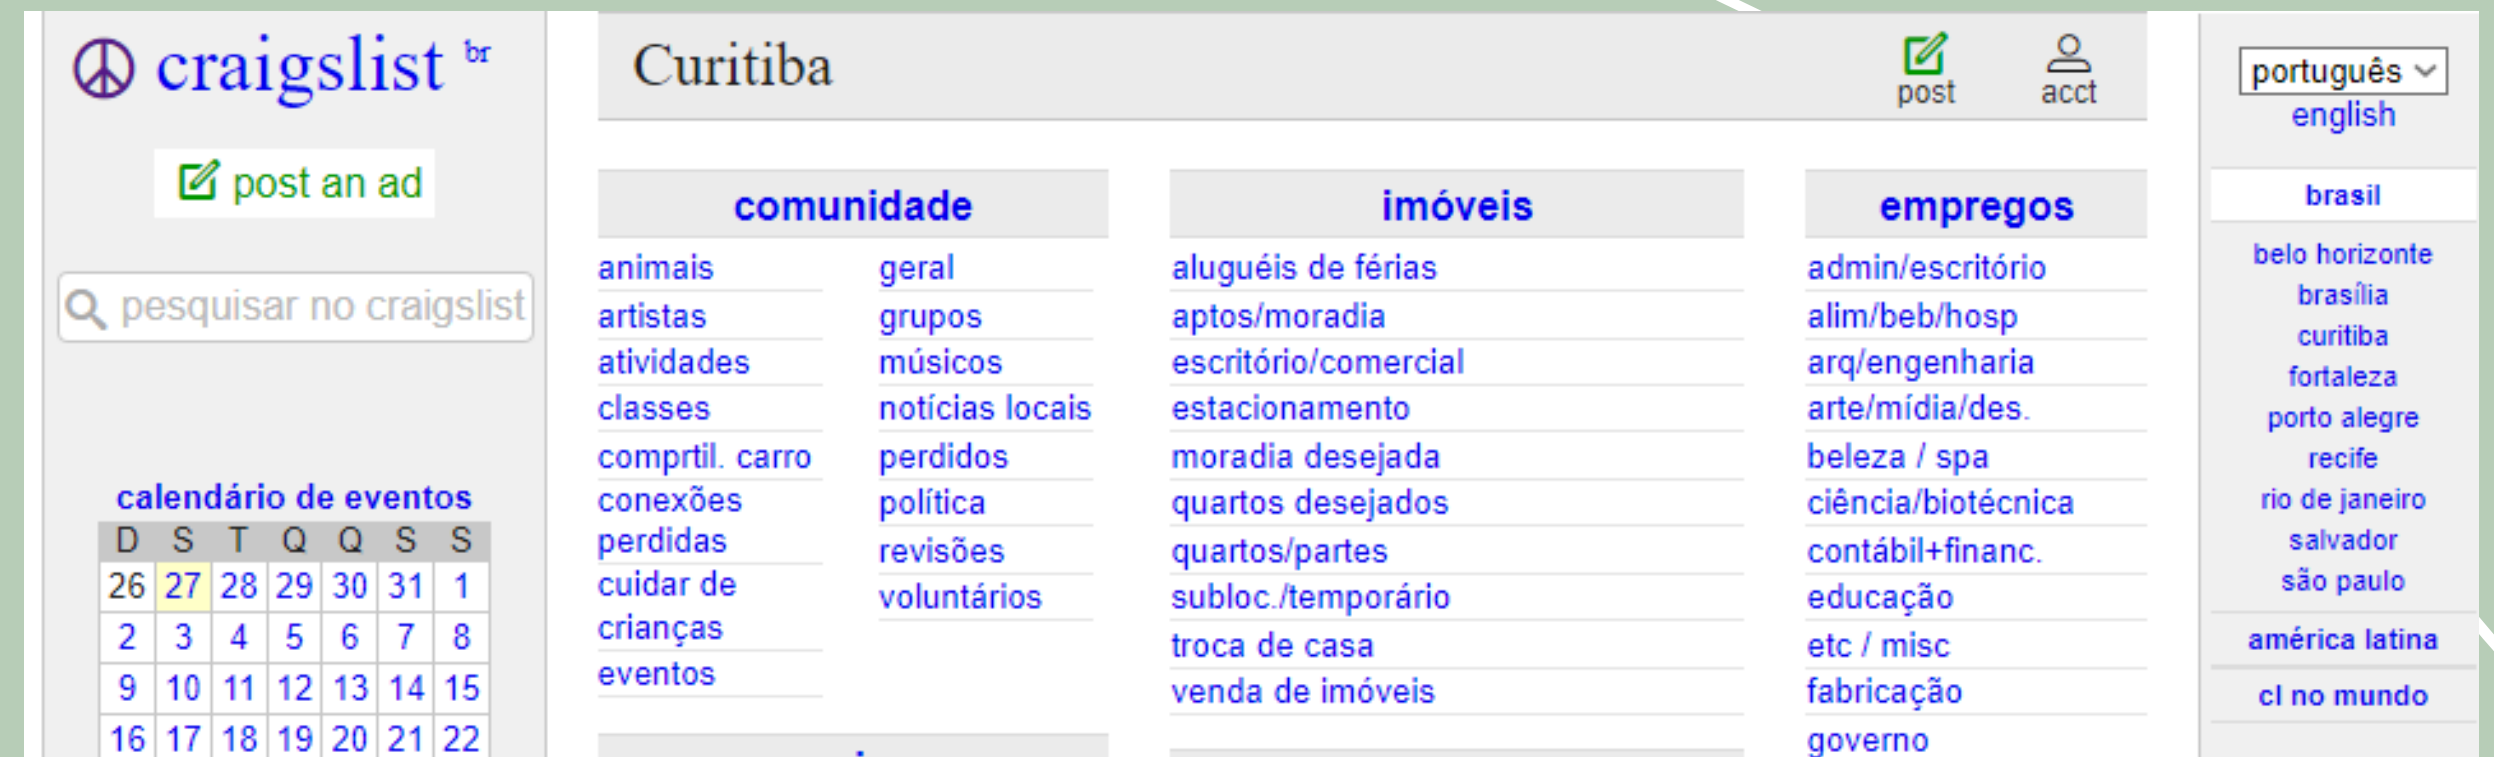 craigslist br
post an ad
pesquisar no craigslist
calendário de eventos
D S T Q Q S S
26 27 28 29 30 31 1
2 3 4 5 6 7 8
9 10 11 12 13 14 15
16 17 18 19 20 21 22
Curitiba
post
acct
comunidade
animais
artistas
atividades
classes
comprtil. carro
conexões
perdidas
cuidar de
crianças
eventos
geral
grupos
músicos
notícias locais
perdidos
política
revisões
voluntários
imóveis
aluguéis de férias
aptos/moradia
escritório/comercial
estacionamento
moradia desejada
quartos desejados
quartos/partes
subloc./temporário
troca de casa
venda de imóveis
empregos
admin/escritório
alim/beb/hosp
arq/engenharia
arte/mídia/des.
beleza / spa
ciência/biotécnica
contábil+financ.
educação
etc / misc
fabricação
governo
português
english
brasil
belo horizonte
brasília
curitiba
fortaleza
porto alegre
recife
rio de janeiro
salvador
são paulo
américa latina
cl no mundo